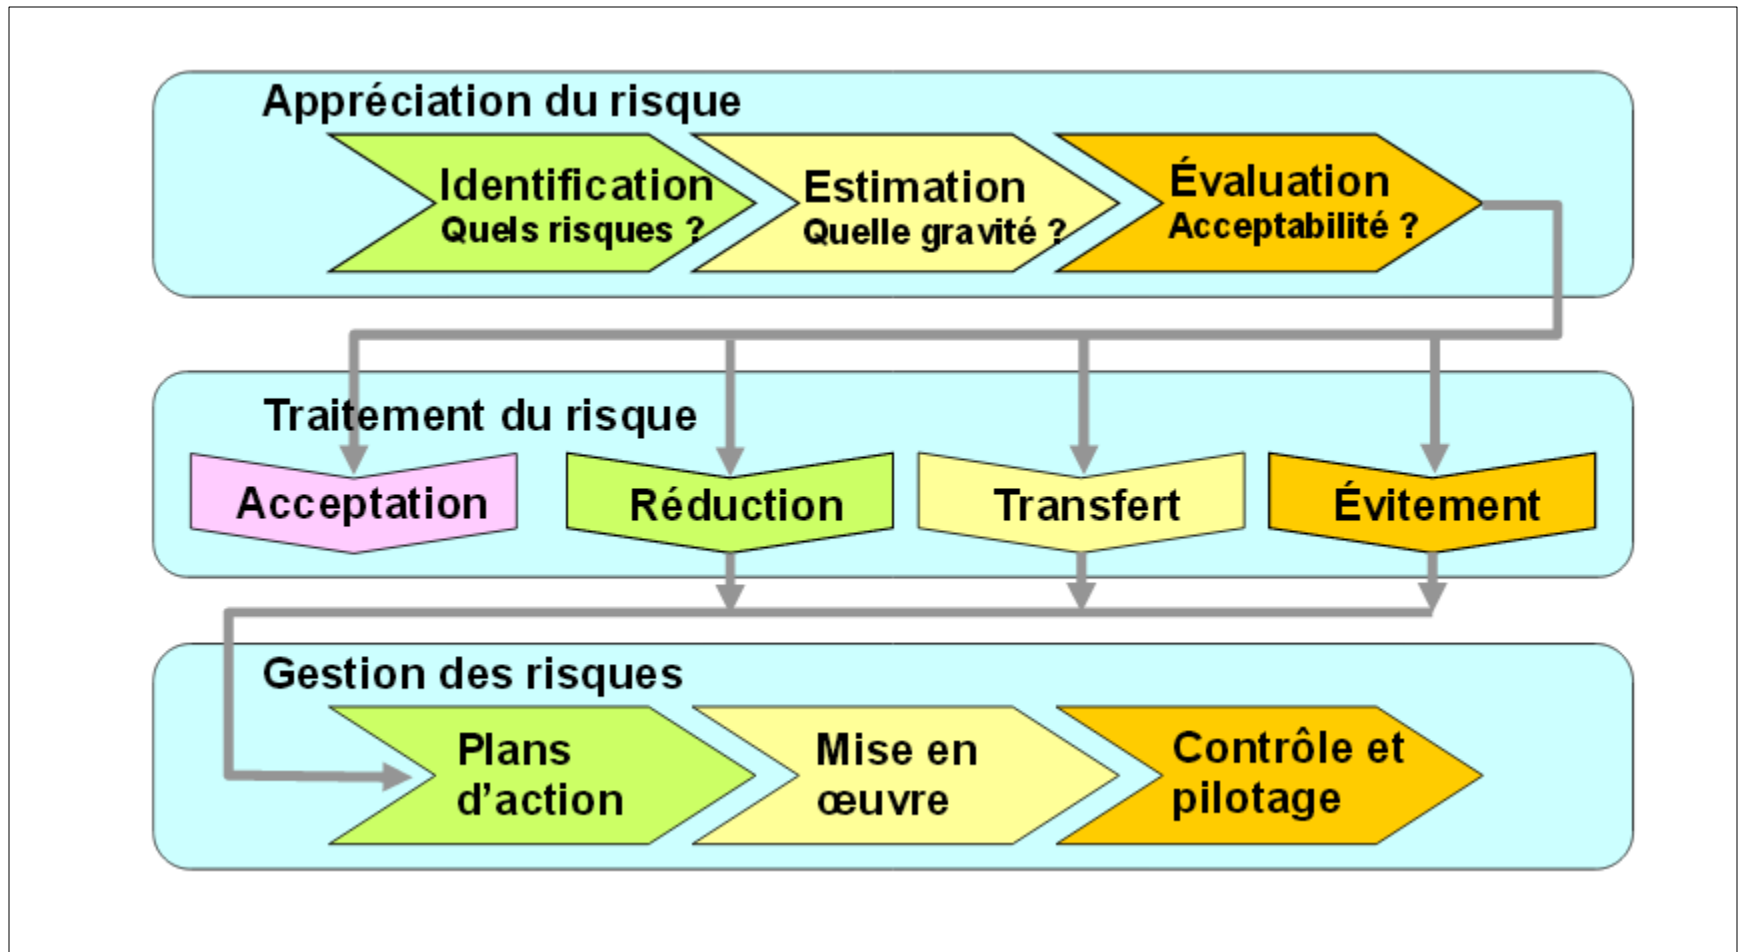 Appréciation du risque
Identification
Quels risques ?
Estimation
Quelle gravité ?
Évaluation
Acceptabilité ?
Traitement du risque
Acceptation
Réduction
Transfert
Évitement
Gestion des risques
Plans
d’action
Mise en
œuvre
Contrôle et
pilotage